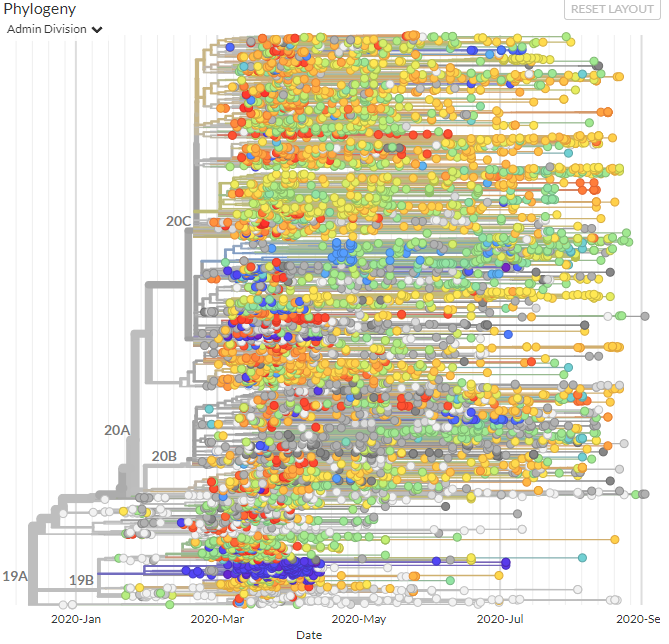 Phylogeny
RESET LAYOUT
Admin Division
20C
20A
20B
19A
19B
2020-Jan
2020-Mar
2020-May
2020-Jul
2020-Se
Date